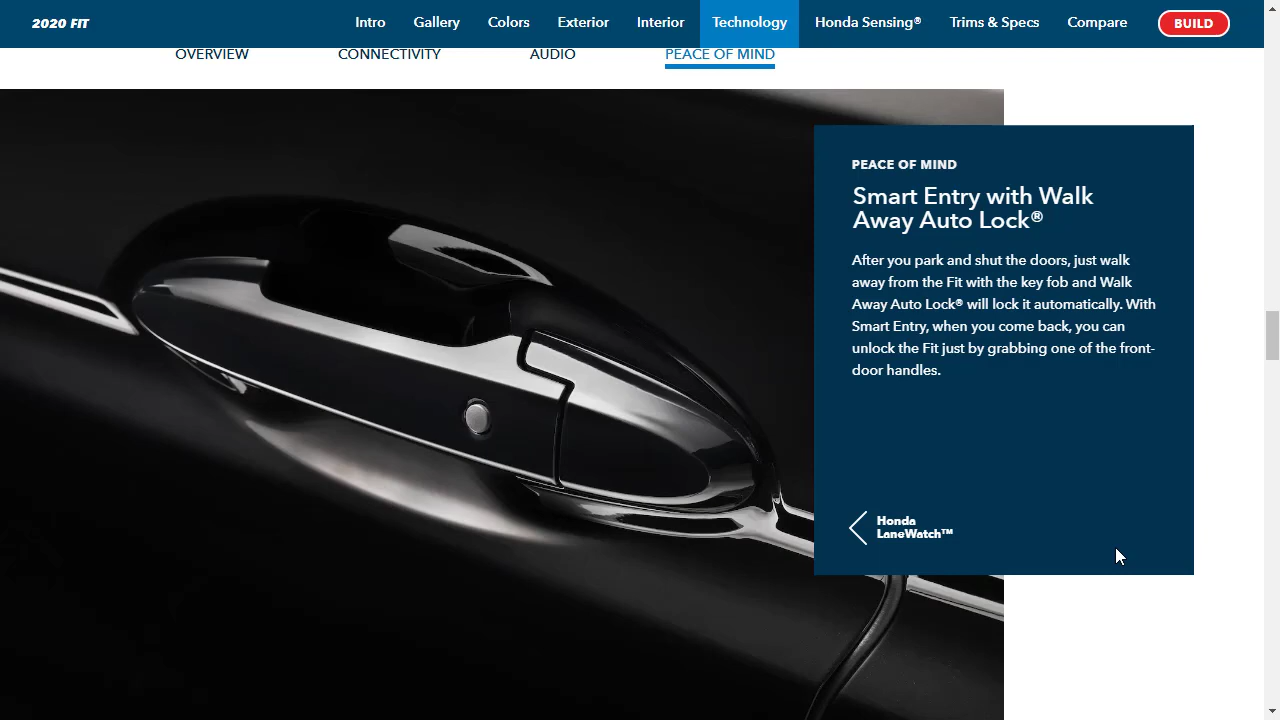 2020 FIT
Intro
Gallery
Colors
Exterior
Interior
Technology
Honda Sensing®
Trims & Specs
Compare
BUILD
OVERVIEW
CONNECTIVITY
AUDIO
PEACE OF MIND
PEACE OF MIND
Smart Entry with Walk
Away Auto Lock®
After you park and shut the doors, just walk
away from the Fit with the key fob and Walk
Away Auto Lock® will lock it automatically. With
Smart Entry, when you come back, you can
unlock the Fit just by grabbing one of the front-
door handles.
Honda
LaneWatch™